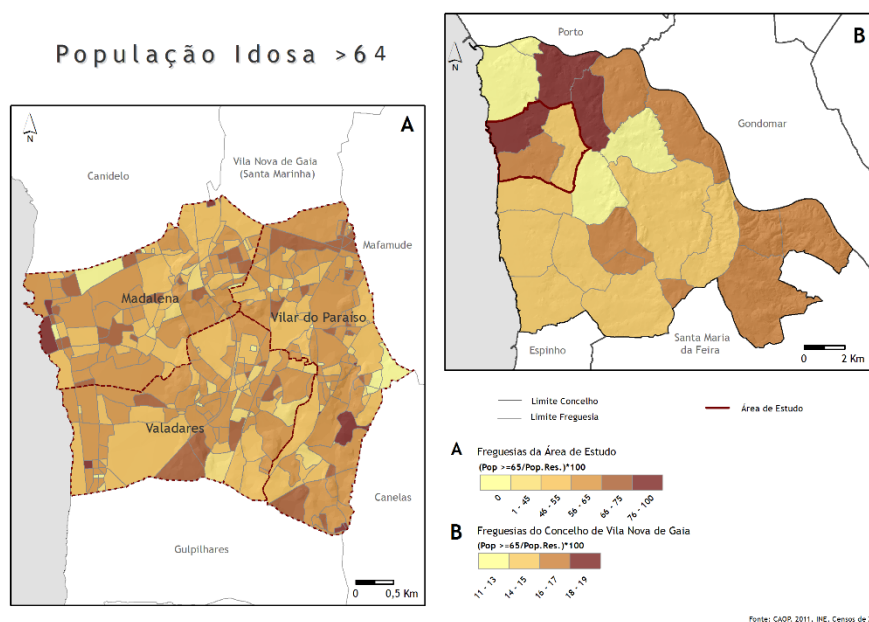 População Idosa >64
A
N
Canidelo
Vila Nova de Gaia
(Santa Marinha)
Mafamude
Madalena
Vilar do Paraíso
Valadares
Canelas
Gulpilhares
0 0,5 Km
B
N
Porto
Gondomar
Espinho
Santa Maria
da Feira
0 2 Km
Limite Concelho
Limite Freguesia
Área de Estudo
A Freguesias da Área de Estudo
(Pop >=65/Pop.Res.)*100
0
1 - 45
46 - 55
56 - 65
66 - 75
76 - 100
B Freguesias do Concelho de Vila Nova de Gaia
(Pop >=65/Pop.Res.)*100
11 - 13
14 - 15
16 - 17
18 - 19
Fonte: CAOP, 2011, INE, Censos de